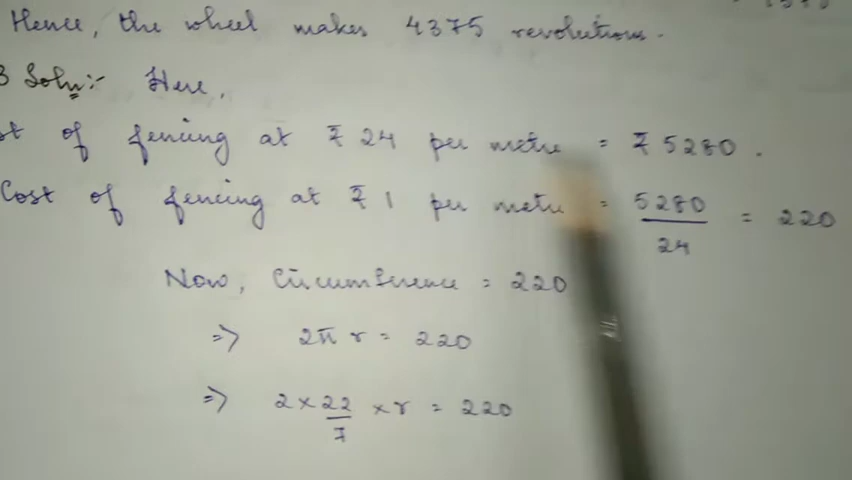 Hence, the wheel makes 4375 revolutions.
Soln:- Here,
of fencing at ₹ 24 per metre = ₹ 5280.
Cost of fencing at ₹ 1 per metre = 5280/24 = 220
Now, Circumference = 220
=> 2π r = 220
=> 2 × 22/7 × r = 220